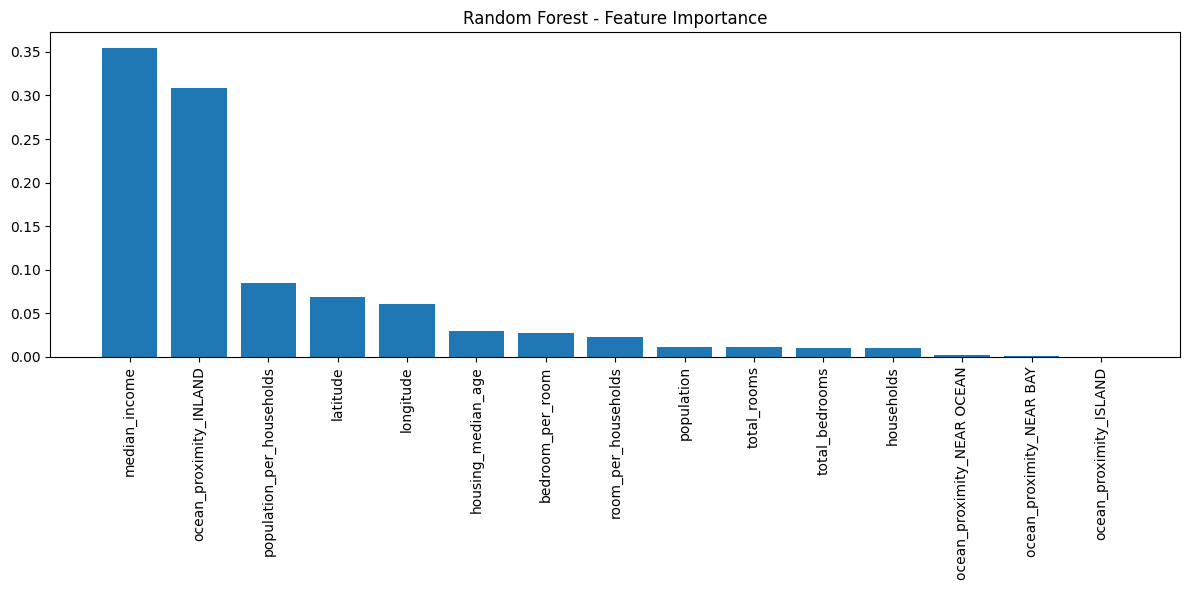 Random Forest - Feature Importance
0.35
0.30
0.25
0.20
0.15
0.10
0.05
0.00
median_income
ocean_proximity_INLAND
population_per_households
latitude
longitude
housing_median_age
bedroom_per_room
room_per_households
population
total_rooms
total_bedrooms
households
ocean_proximity_NEAR OCEAN
ocean_proximity_NEAR BAY
ocean_proximity_ISLAND